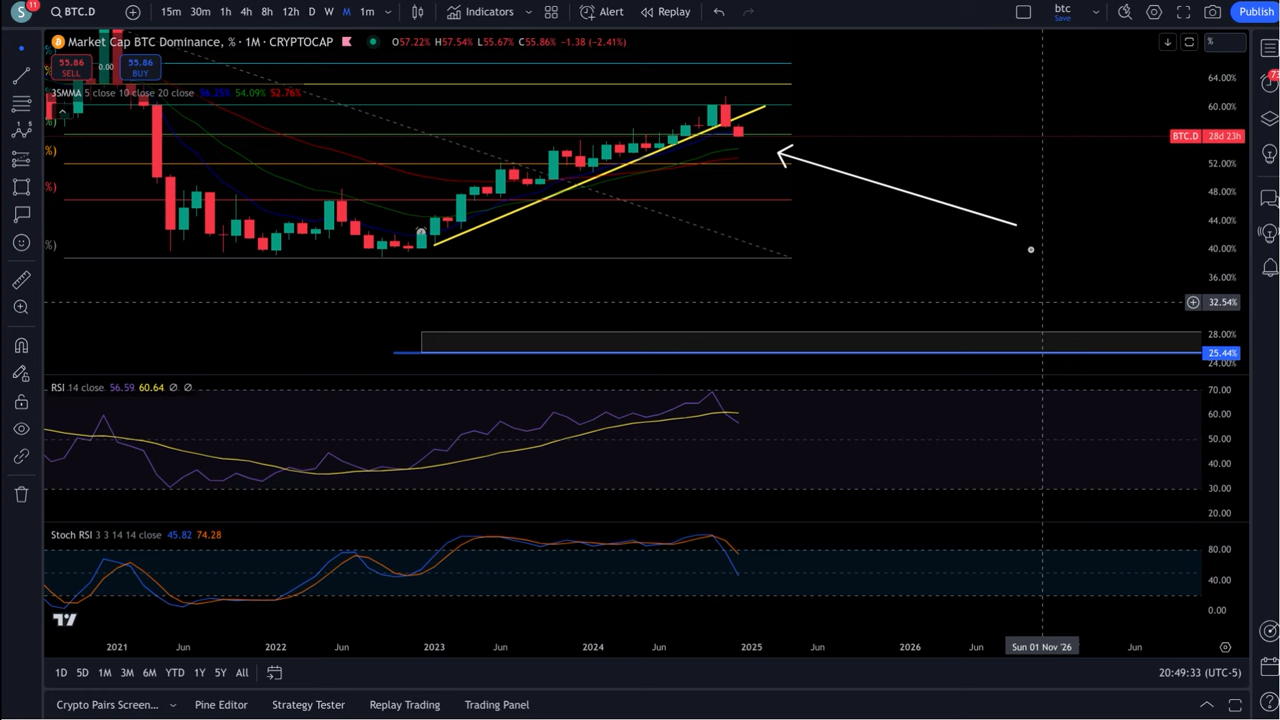 S 11 BTC.D 15m 30m 1h 4h 8h 12h D W M 1m Indicators Alert Replay btc Save Publish
Market Cap BTC Dominance, % · 1M · CRYPTOCAP O57.22% H57.54% L55.67% C55.86% −1.38 (−2.41%) %
55.86 SELL 0.00 55.86 BUY
3SMMA 5 close 10 close 20 close 56.25% 54.09% 52.76%
64.00%
60.00%
BTC.D 28d 23h
52.00%
48.00%
44.00%
40.00%
36.00%
32.54%
28.00%
25.44%
24.00%
RSI 14 close 56.59 60.64 ∅ ∅
70.00
60.00
50.00
40.00
30.00
20.00
Stoch RSI 3 3 14 14 close 45.82 74.28
80.00
40.00
0.00
2021 Jun 2022 Jun 2023 Jun 2024 Jun 2025 Jun 2026 Jun Sun 01 Nov '26 Jun
1D 5D 1M 3M 6M YTD 1Y 5Y All 20:49:33 (UTC-5)
Crypto Pairs Screen... Pine Editor Strategy Tester Replay Trading Trading Panel